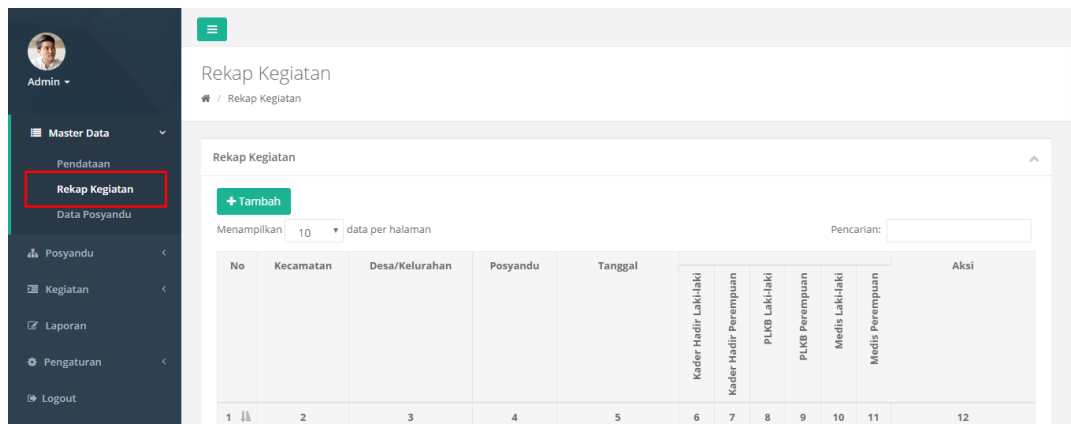 Admin
Master Data
Pendataan
Rekap Kegiatan
Data Posyandu
Posyandu
Kegiatan
Laporan
Pengaturan
Logout
Rekap Kegiatan
/ Rekap Kegiatan
Rekap Kegiatan
+ Tambah
Menampilkan 10 data per halaman
Pencarian:
No Kecamatan Desa/Kelurahan Posyandu Tanggal Aksi
Kader Hadir Laki-laki
Kader Hadir Perempuan
PLKB Laki-laki
PLKB Perempuan
Medis Laki-laki
Medis Perempuan
1 2 3 4 5 6 7 8 9 10 11 12